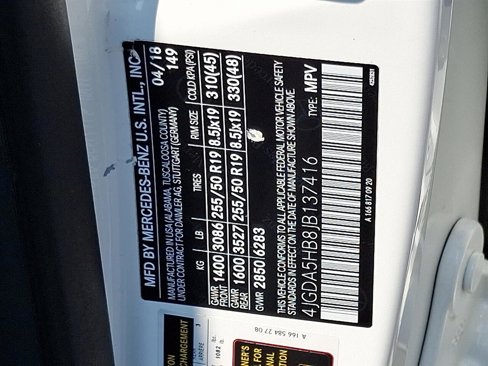 MFD BY MERCEDES-BENZ U.S. INTL., INC.
MANUFACTURED IN USA (ALABAMA, TUSCALOOSA COUNTY)
FOR DAIMLER AG, STUTTGART (GERMANY)
04/18
149
KG LB TIRES RIM SIZE COLD KPA(PSI)
GAWR FRONT 1400 3086 255/50 R19 8.5Jx19 310(45)
GAWR REAR 1600 3527 255/50 R19 8.5Jx19 330(48)
GVWR 2850 6283
THIS VEHICLE CONFORMS TO ALL APPLICABLE FEDERAL MOTOR VEHICLE SAFETY
STANDARDS IN EFFECT ON THE DATE OF MANUFACTURE SHOWN ABOVE.
4JGDA5HB8JB137416 TYPE: MPV
A 166 817 09 20
A 166 584 27 08